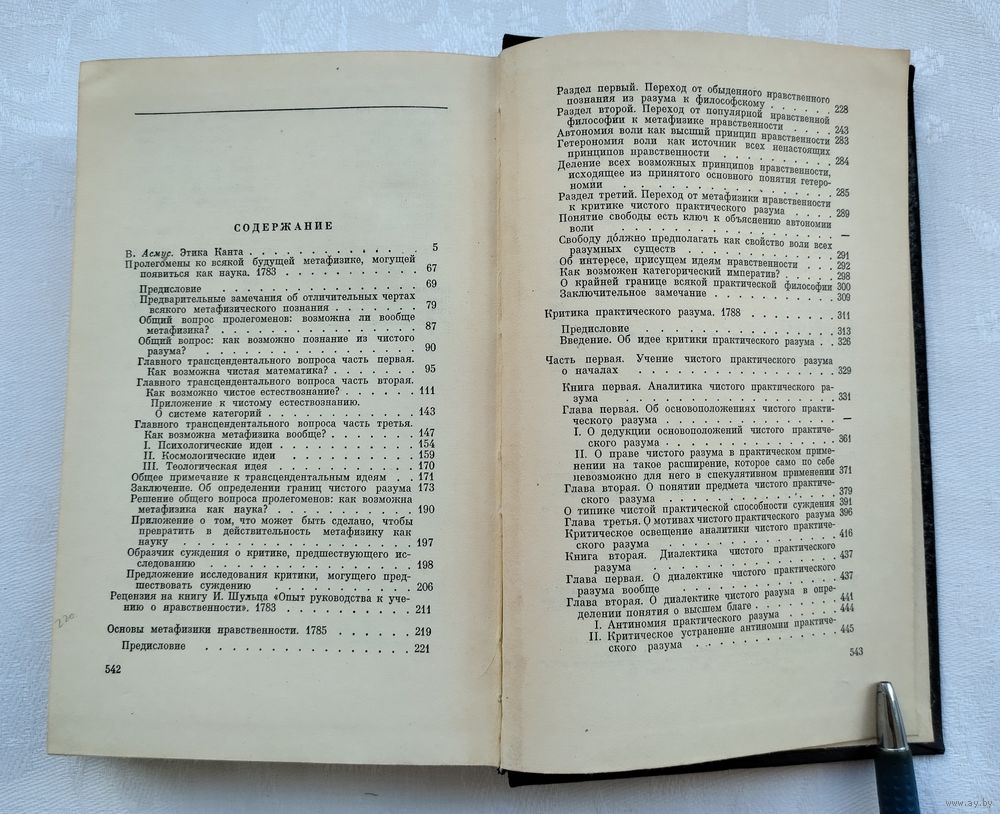 СОДЕРЖАНИЕ
В. Асмус. Этика Канта . . . . . . . . . . . . . . . 5
Пролегомены ко всякой будущей метафизике, могущей
появиться как наука. 1783 . . . . . . . . . . . . 67
Предисловие . . . . . . . . . . . . . . . . . 69
Предварительные замечания об отличительных чертах
всякого метафизического познания . . . . . . . 79
Общий вопрос пролегоменов: возможна ли вообще
метафизика? . . . . . . . . . . . . . . . . . 87
Общий вопрос: как возможно познание из чистого
разума? . . . . . . . . . . . . . . . . . . . 90
Главного трансцендентального вопроса часть первая.
Как возможна чистая математика? . . . . . . . . 95
Главного трансцендентального вопроса часть вторая.
Как возможно чистое естествознание? . . . . . . 111
Приложение к чистому естествознанию.
О системе категорий . . . . . . . . . . . . . 143
Главного трансцендентального вопроса часть третья.
Как возможна метафизика вообще? . . . . . . . . 147
I. Психологические идеи . . . . . . . . . . . 154
II. Космологические идеи . . . . . . . . . . . 159
III. Теологическая идея . . . . . . . . . . . . 170
Общее примечание к трансцендентальным идеям . . 171
Заключение. Об определении границ чистого разума 173
Решение общего вопроса пролегоменов: как возможна
метафизика как наука? . . . . . . . . . . . . 190
Приложение о том, что может быть сделано, чтобы
превратить в действительность метафизику как
науку . . . . . . . . . . . . . . . . . . . . 197
Образчик суждения о критике, предшествующего ис-
следованию . . . . . . . . . . . . . . . . . 198
Предложение исследования критики, могущего пред-
шествовать суждению . . . . . . . . . . . . . 206
Рецензия на книгу И. Шульца «Опыт руководства к уче-
нию о нравственности». 1783 . . . . . . . . . . 211
220
Основы метафизики нравственности. 1785 . . . . . . 219
Предисловие . . . . . . . . . . . . . . . . . 221
542
Раздел первый. Переход от обыденного нравственного
познания из разума к философскому . . . . . . 228
Раздел второй. Переход от популярной нравственной
философии к метафизике нравственности . . . . 243
Автономия воли как высший принцип нравственности 283
Гетерономия воли как источник всех ненастоящих
принципов нравственности . . . . . . . . . . 284
Деление всех возможных принципов нравственности,
исходящее из принятого основного понятия гетеро-
номии . . . . . . . . . . . . . . . . . . . . 285
Раздел третий. Переход от метафизики нравственности
к критике чистого практического разума . . . . 289
Понятие свободы есть ключ к объяснению автономии
воли . . . . . . . . . . . . . . . . . . . . —
Свободу до́лжно предполагать как свойство воли всех
разумных существ . . . . . . . . . . . . . . 291
Об интересе, присущем идеям нравственности . . . 292
Как возможен категорический императив? . . . . . 298
О крайней границе всякой практической философии 300
Заключительное замечание . . . . . . . . . . . 309
Критика практического разума. 1788 . . . . . . . . 311
Предисловие . . . . . . . . . . . . . . . . . 313
Введение. Об идее критики практического разума . . 326
Часть первая. Учение чистого практического разума
о началах . . . . . . . . . . . . . . . . . . 329
Книга первая. Аналитика чистого практического ра-
зума . . . . . . . . . . . . . . . . . . . . 331
Глава первая. Об основоположениях чистого практи-
ческого разума . . . . . . . . . . . . . . . —
I. О дедукции основоположений чистого практиче-
ского разума . . . . . . . . . . . . . . . . 361
II. О праве чистого разума в практическом приме-
нении на такое расширение, которое само по себе
невозможно для него в спекулятивном применении 371
Глава вторая. О понятии предмета чистого практиче-
ского разума . . . . . . . . . . . . . . . . 379
О типике чистой практической способности суждения 391
Глава третья. О мотивах чистого практического разума 396
Критическое освещение аналитики чистого практиче-
ского разума . . . . . . . . . . . . . . . . 416
Книга вторая. Диалектика чистого практического
разума . . . . . . . . . . . . . . . . . . . 437
Глава первая. О диалектике чистого практического
разума вообще . . . . . . . . . . . . . . . . 437
Глава вторая. О диалектике чистого разума в опре-
делении понятия о высшем благе . . . . . . . . 441
I. Антиномия практического разума . . . . . . . 444
II. Критическое устранение антиномии практиче-
ского разума . . . . . . . . . . . . . . . . 445
543
www.ay.by